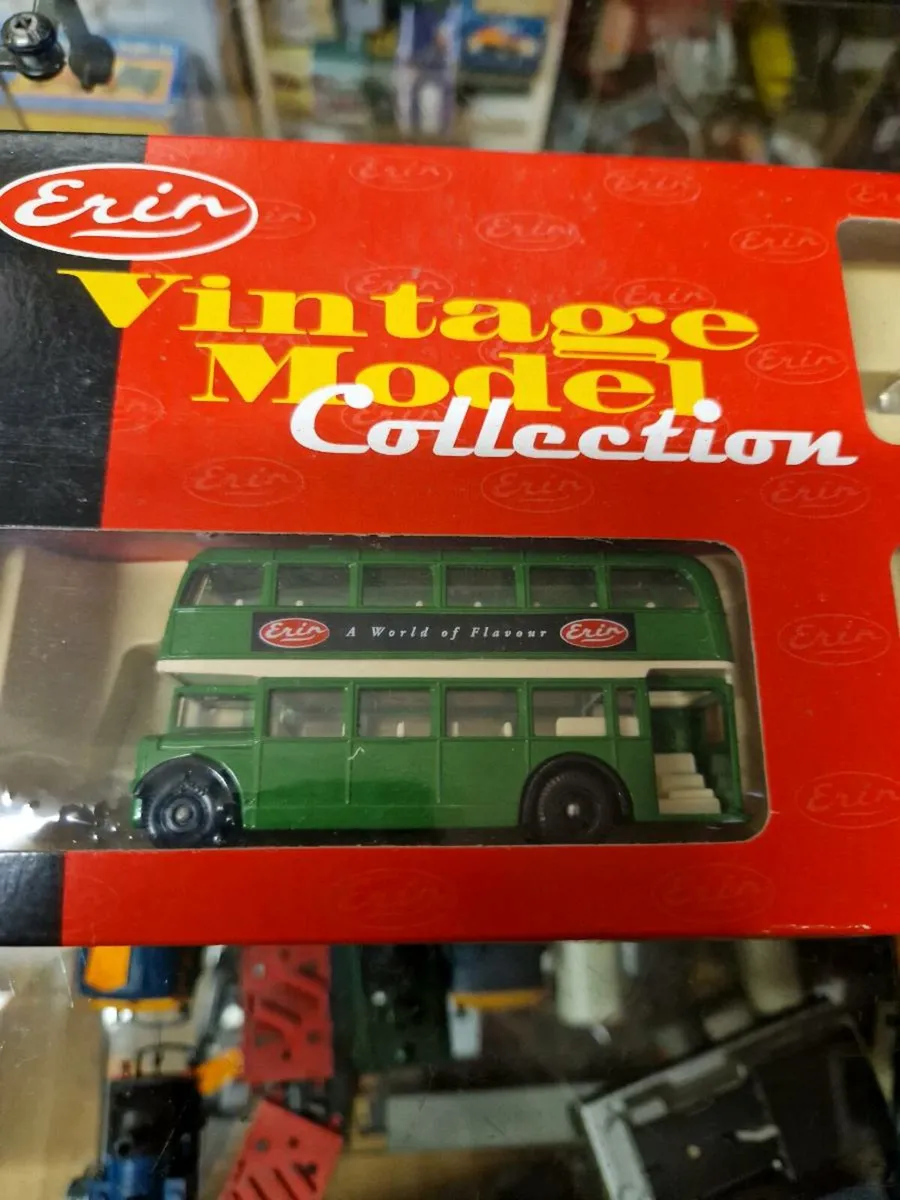 Erin
Vintage
Model
Collection
Erin A World of Flavour Erin